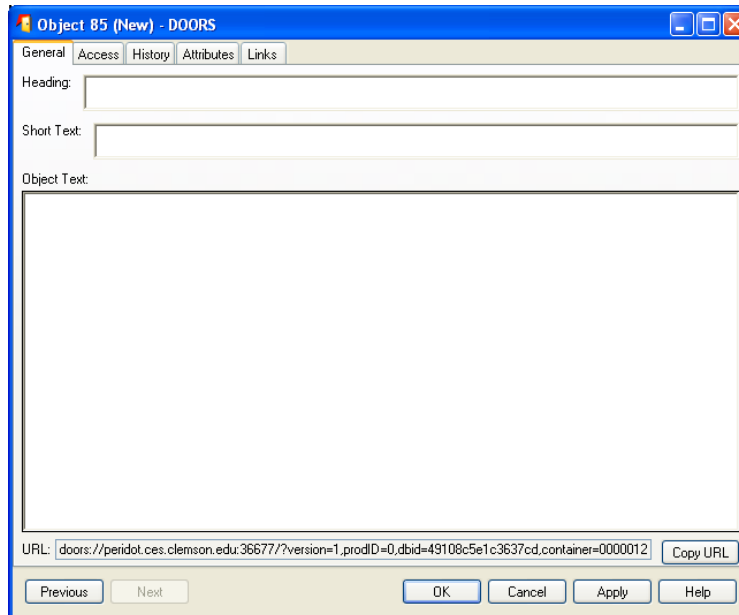 Object 85 (New) - DOORS
General Access History Attributes Links
Heading:
Short Text:
Object Text:
URL: doors://peridot.ces.clemson.edu:36677/?version=1,prodID=0,dbid=49108c5e1c3637cd,container=0000012 Copy URL
Previous Next OK Cancel Apply Help